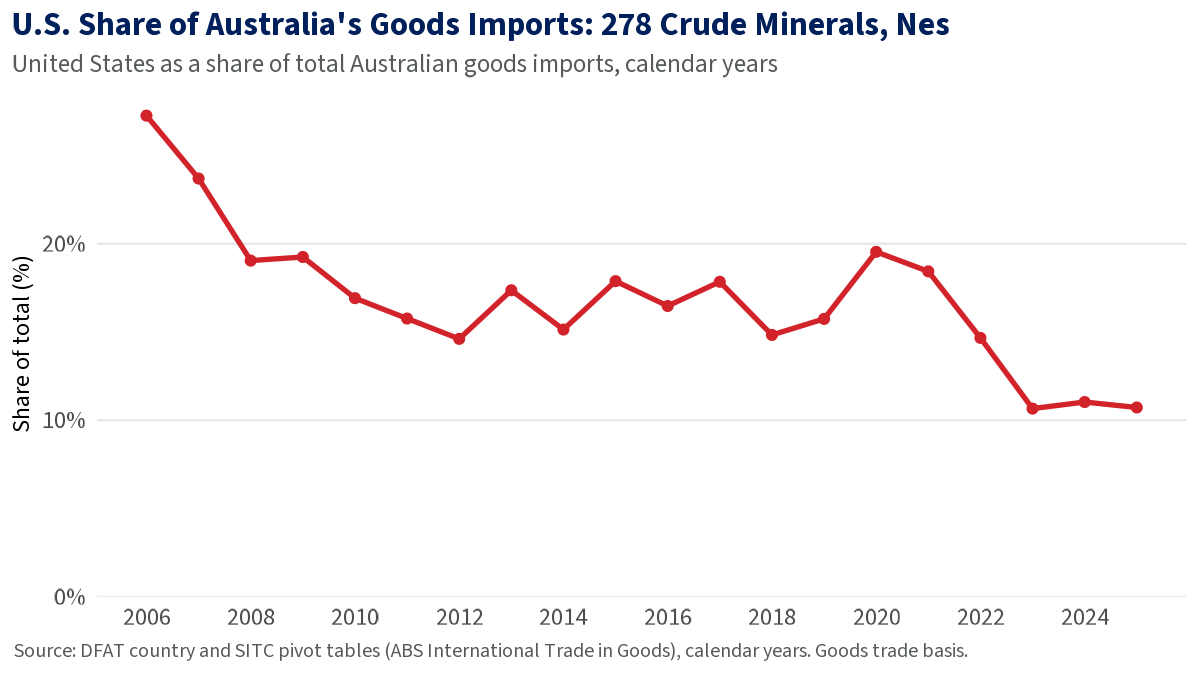 U.S. Share of Australia's Goods Imports: 278 Crude Minerals, Nes
United States as a share of total Australian goods imports, calendar years
Share of total (%)
20%
10%
0%
2006 2008 2010 2012 2014 2016 2018 2020 2022 2024
Source: DFAT country and SITC pivot tables (ABS International Trade in Goods), calendar years. Goods trade basis.